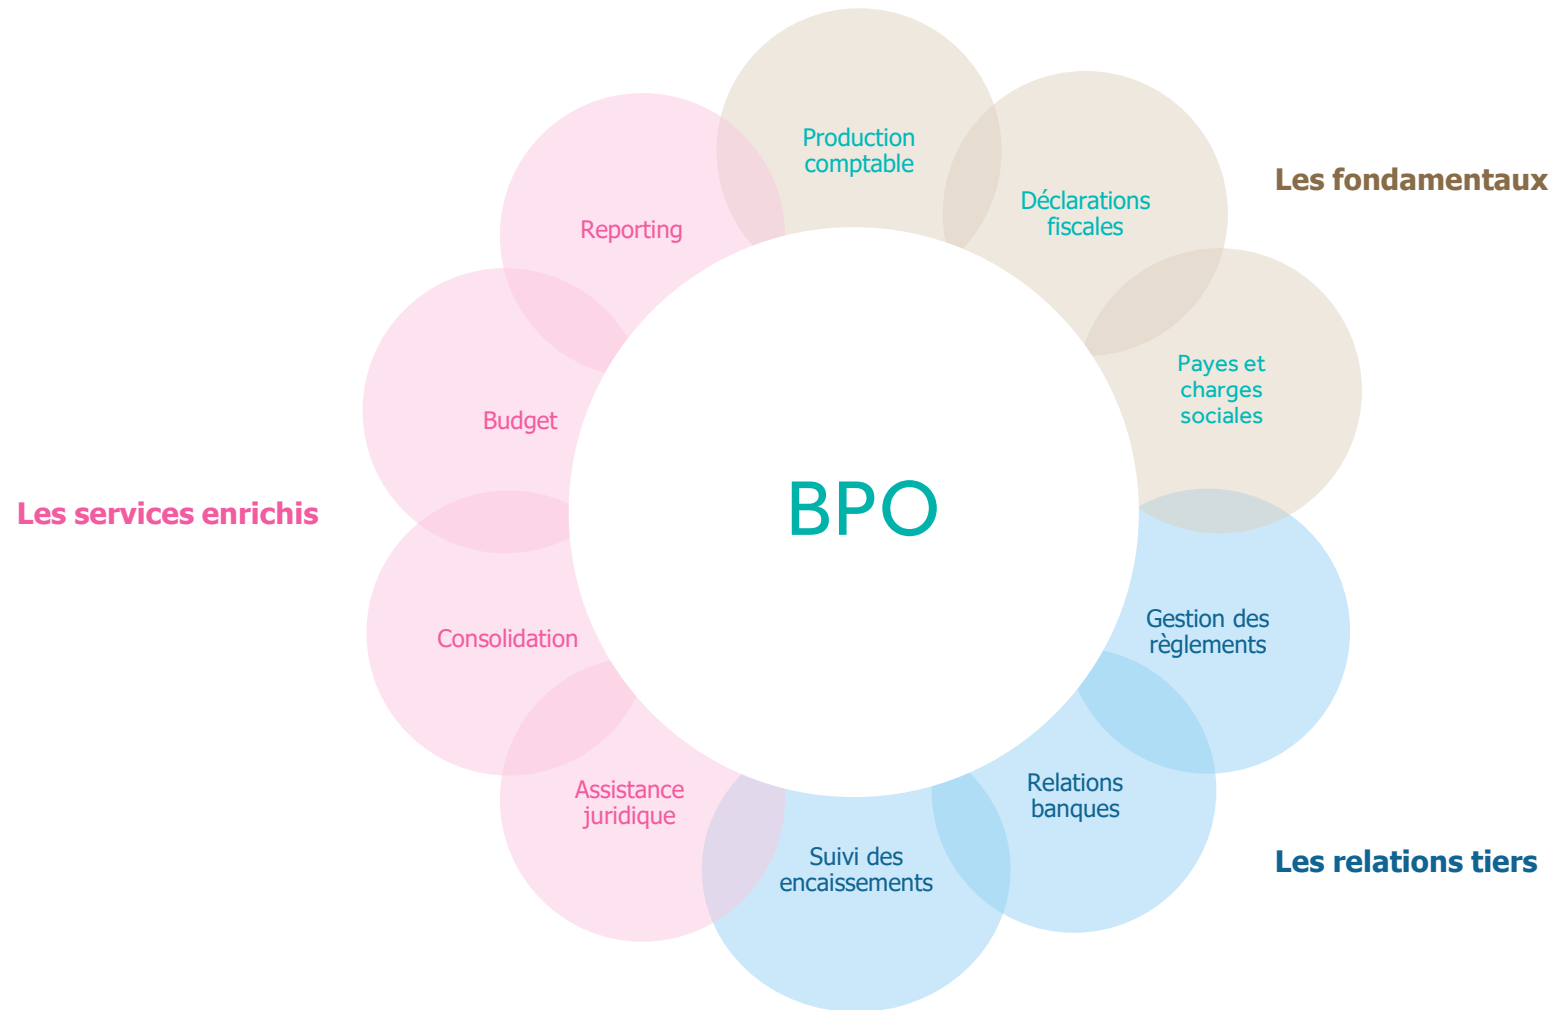 Production
comptable
Déclarations
fiscales
Les fondamentaux
Reporting
Payes et
charges
sociales
Budget
BPO
Les services enrichis
Gestion des
règlements
Consolidation
Relations
banques
Assistance
juridique
Suivi des
encaissements
Les relations tiers